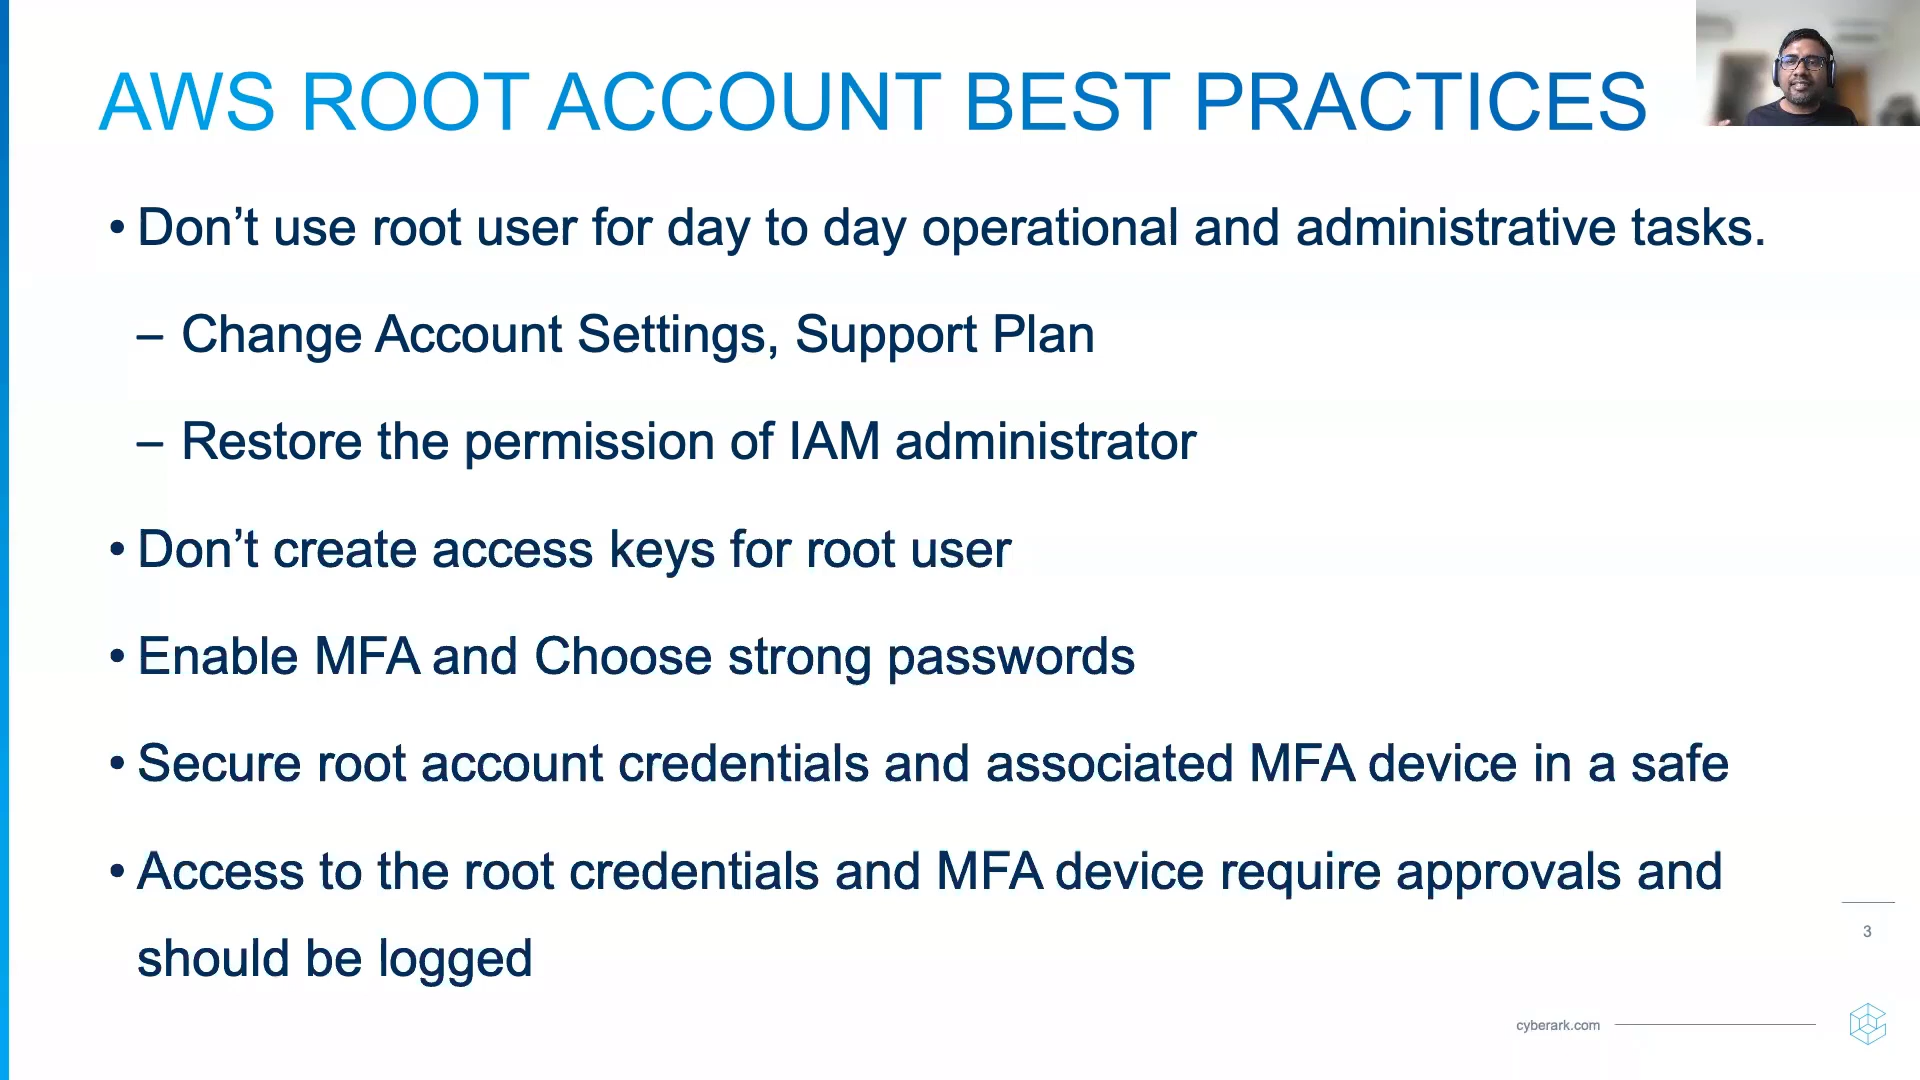 AWS ROOT ACCOUNT BEST PRACTICES
• Don’t use root user for day to day operational and administrative tasks.
– Change Account Settings, Support Plan
– Restore the permission of IAM administrator
• Don’t create access keys for root user
• Enable MFA and Choose strong passwords
• Secure root account credentials and associated MFA device in a safe
• Access to the root credentials and MFA device require approvals and
should be logged
3
cyberark.com